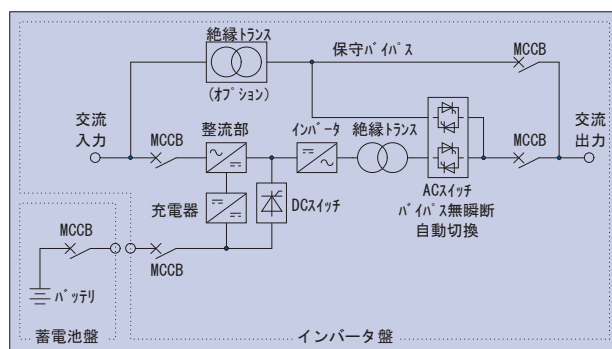 絶縁トランス
(オプション)
保守バイパス
MCCB
交流
入力
MCCB
整流部
インバータ
絶縁トランス
MCCB
交流
出力
ACスイッチ
バイパス無瞬断
自動切換
充電器
DCスイッチ
MCCB
MCCB
バッテリ
蓄電池盤
インバータ盤